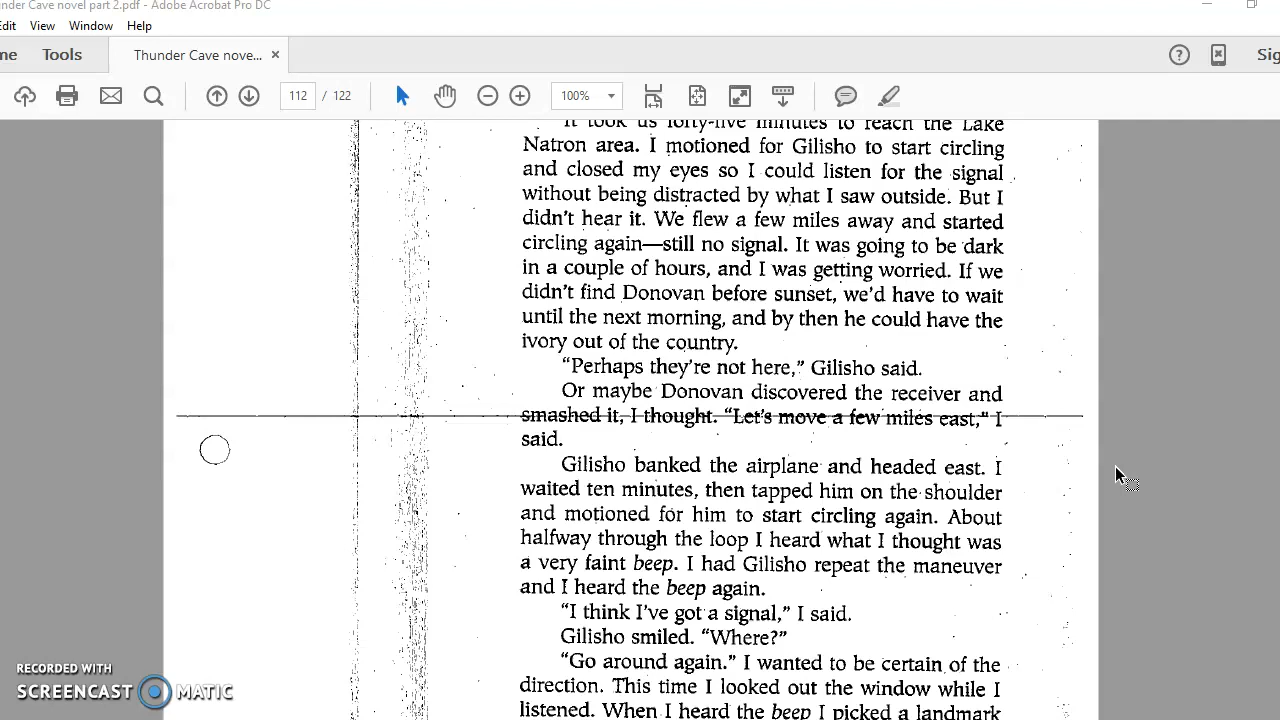 nder Cave novel part 2.pdf - Adobe Acrobat Pro DC
Edit View Window Help
me Tools Thunder Cave nove... × Sig
112 / 122 100%
It took us forty-five minutes to reach the Lake
Natron area. I motioned for Gilisho to start circling
and closed my eyes so I could listen for the signal
without being distracted by what I saw outside. But I
didn't hear it. We flew a few miles away and started
circling again—still no signal. It was going to be dark
in a couple of hours, and I was getting worried. If we
didn't find Donovan before sunset, we'd have to wait
until the next morning, and by then he could have the
ivory out of the country.
"Perhaps they're not here," Gilisho said.
Or maybe Donovan discovered the receiver and
smashed it, I thought. "Let's move a few miles east," I
said.
Gilisho banked the airplane and headed east. I
waited ten minutes, then tapped him on the shoulder
and motioned for him to start circling again. About
halfway through the loop I heard what I thought was
a very faint beep. I had Gilisho repeat the maneuver
and I heard the beep again.
"I think I've got a signal," I said.
Gilisho smiled. "Where?"
"Go around again." I wanted to be certain of the
direction. This time I looked out the window while I
listened. When I heard the beep I picked a landmark
RECORDED WITH
SCREENCAST MATIC